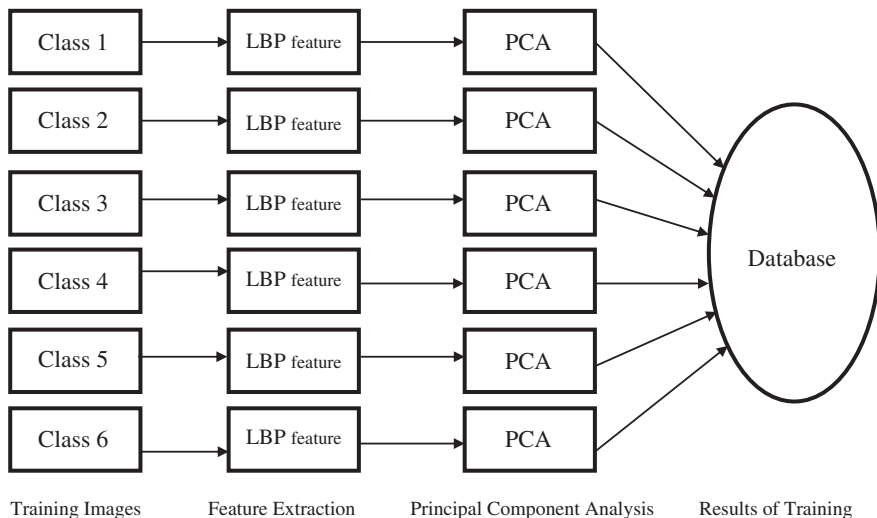 Class 1 LBP feature PCA
Class 2 LBP feature PCA
Class 3 LBP feature PCA
Class 4 LBP feature PCA
Class 5 LBP feature PCA
Class 6 LBP feature PCA
Database
Training Images Feature Extraction Principal Component Analysis Results of Training